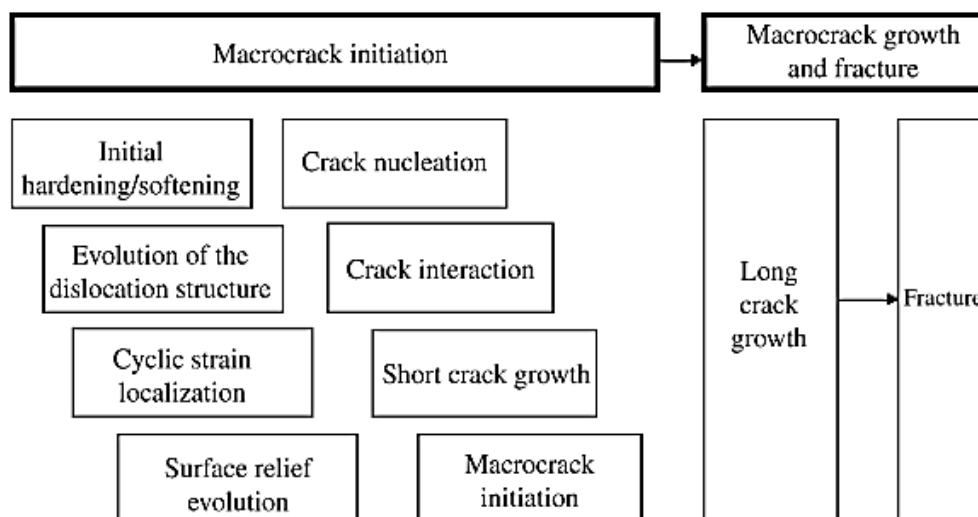 Macrocrack initiation
Macrocrack growth
and fracture
Initial
hardening/softening
Crack nucleation
Evolution of the
dislocation structure
Crack interaction
Cyclic strain
localization
Short crack growth
Surface relief
evolution
Macrocrack
initiation
Long
crack
growth
Fracture